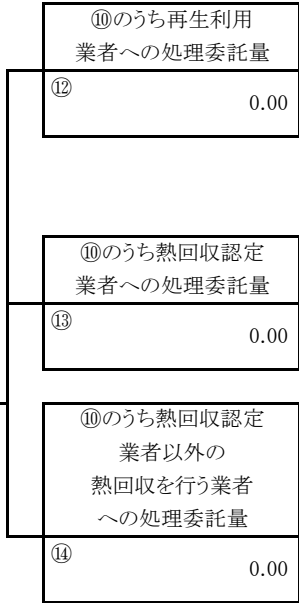 ⑩のうち再生利用
業者への処理委託量
⑫
0.00
⑩のうち熱回収認定
業者への処理委託量
⑬
0.00
⑩のうち熱回収認定
業者以外の
熱回収を行う業者
への処理委託量
⑭
0.00